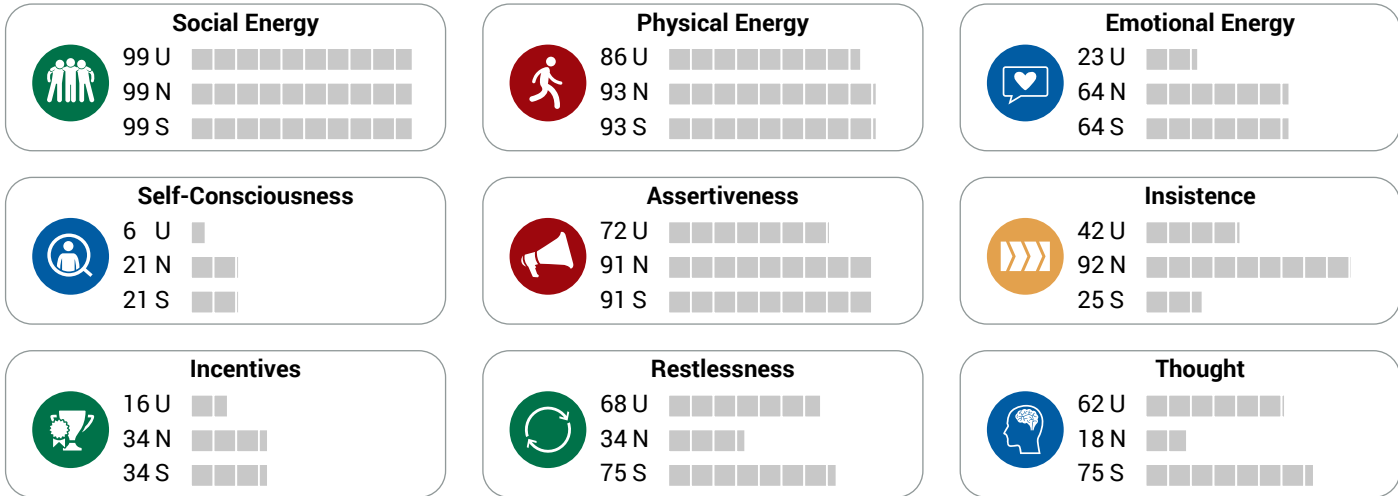 Social Energy
99 U
99 N
99 S
Physical Energy
86 U
93 N
93 S
Emotional Energy
23 U
64 N
64 S
Self-Consciousness
6 U
21 N
21 S
Assertiveness
72 U
91 N
91 S
Insistence
42 U
92 N
25 S
Incentives
16 U
34 N
34 S
Restlessness
68 U
34 N
75 S
Thought
62 U
18 N
75 S